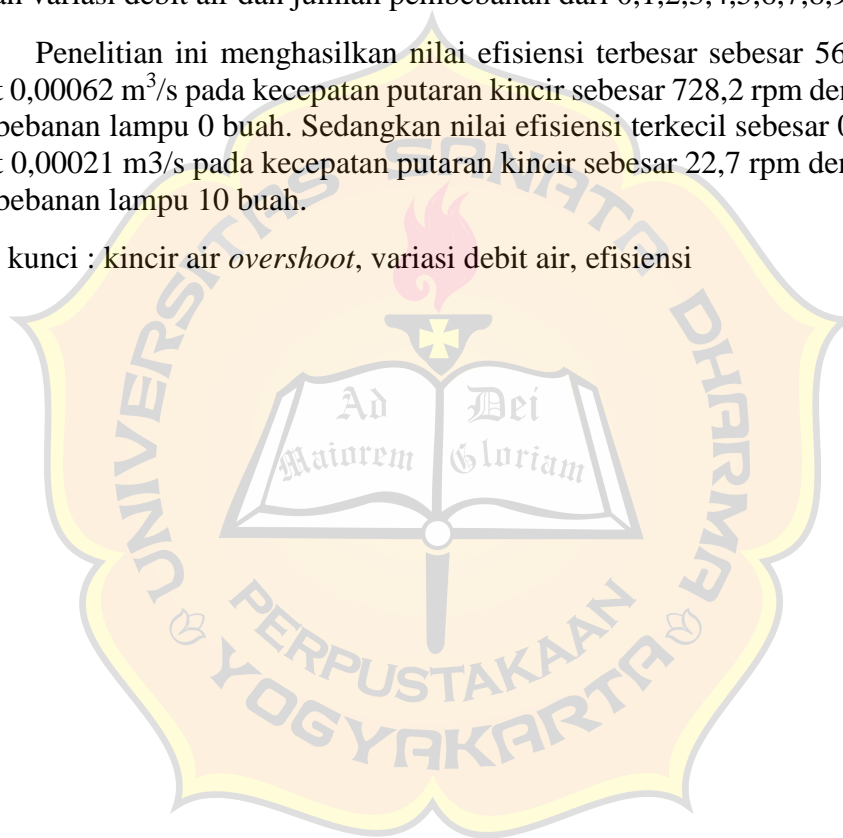 variasi debit air dan jumlah pembebanan dari 0,1,2,3,4,5,6,7,8,9
Penelitian ini menghasilkan nilai efisiensi terbesar sebesar 56
0,00062 m³/s pada kecepatan putaran kincir sebesar 728,2 rpm
bebanan lampu 0 buah. Sedangkan nilai efisiensi terkecil sebesar 0
0,00021 m3/s pada kecepatan putaran kincir sebesar 22,7 rpm
bebanan lampu 10 buah.
kunci : kincir air overshoot, variasi debit air, efisiensi
UNIVERSITAS SANATA DHARMA
Ad Maiorem
Dei Gloriam
PERPUSTAKAAN
YOGYAKARTA